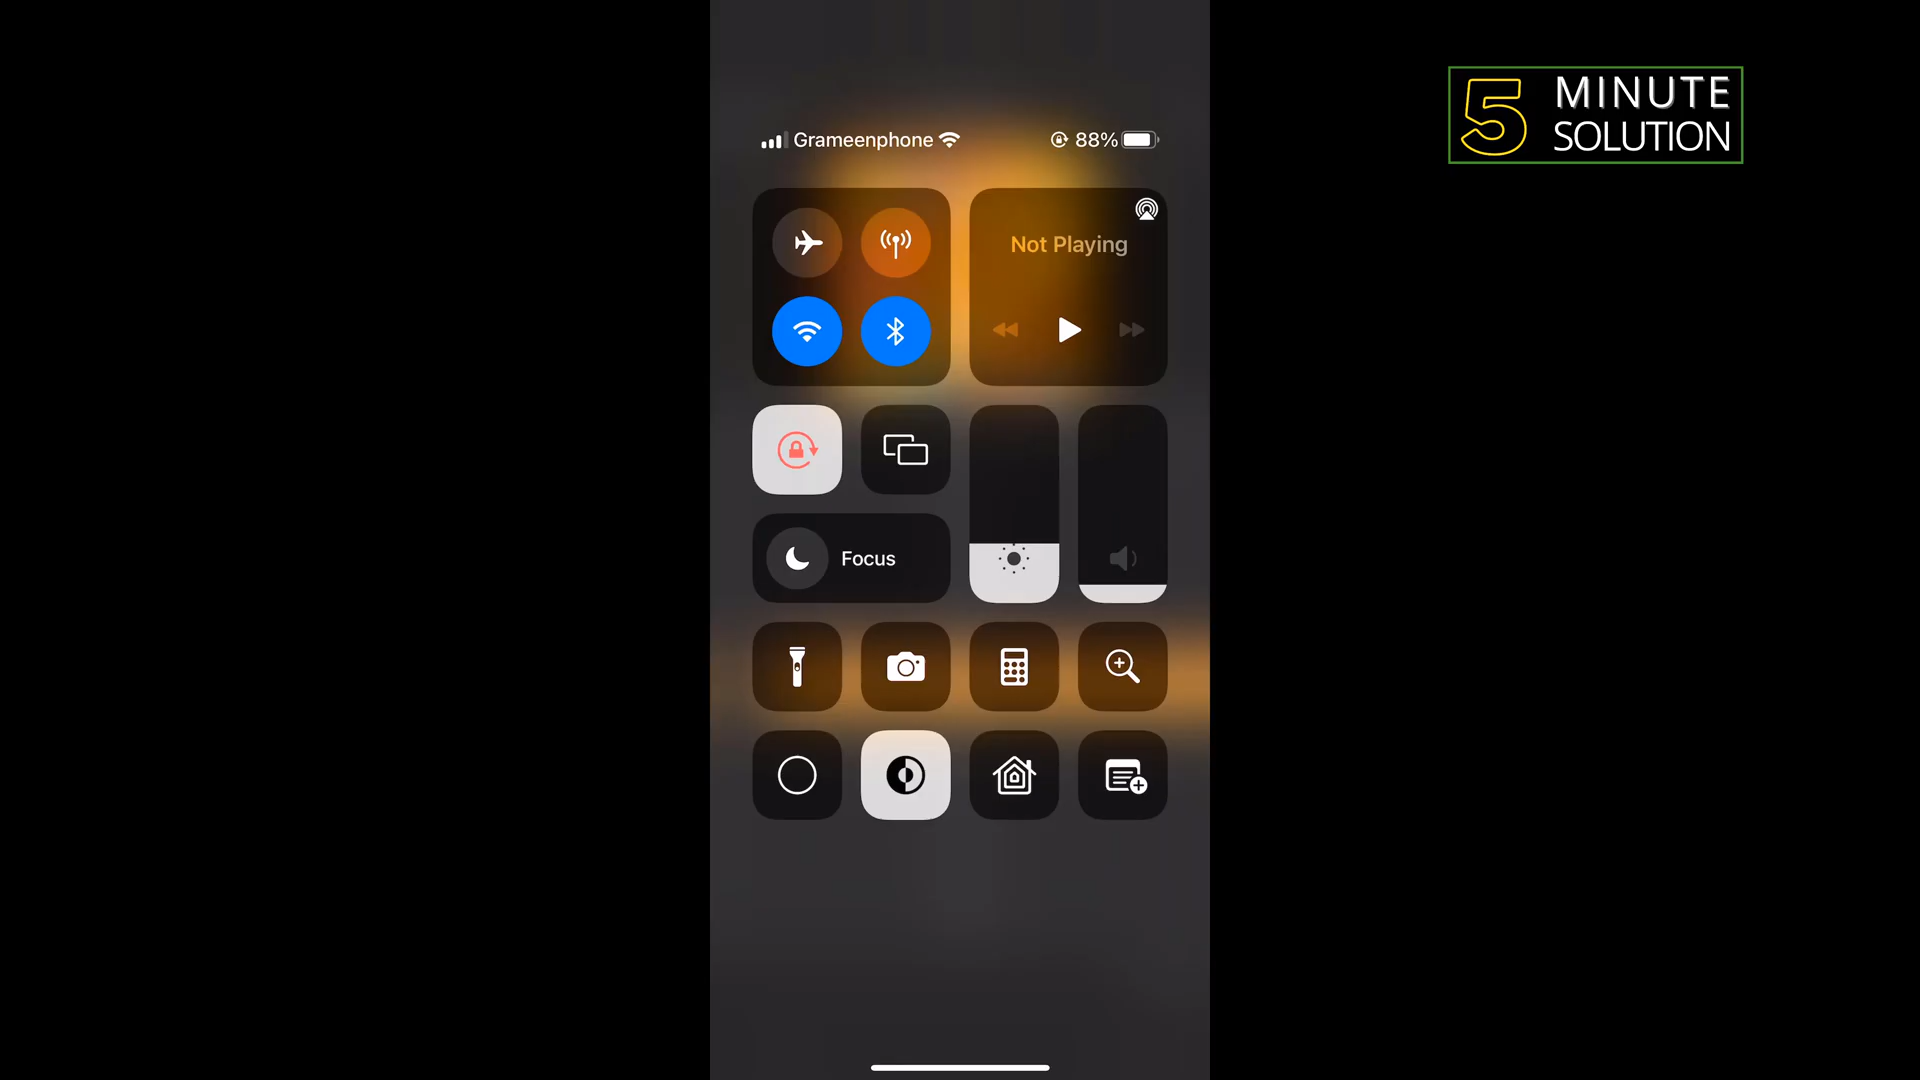 Grameenphone
88%
5 MINUTE
SOLUTION
Not Playing
Focus